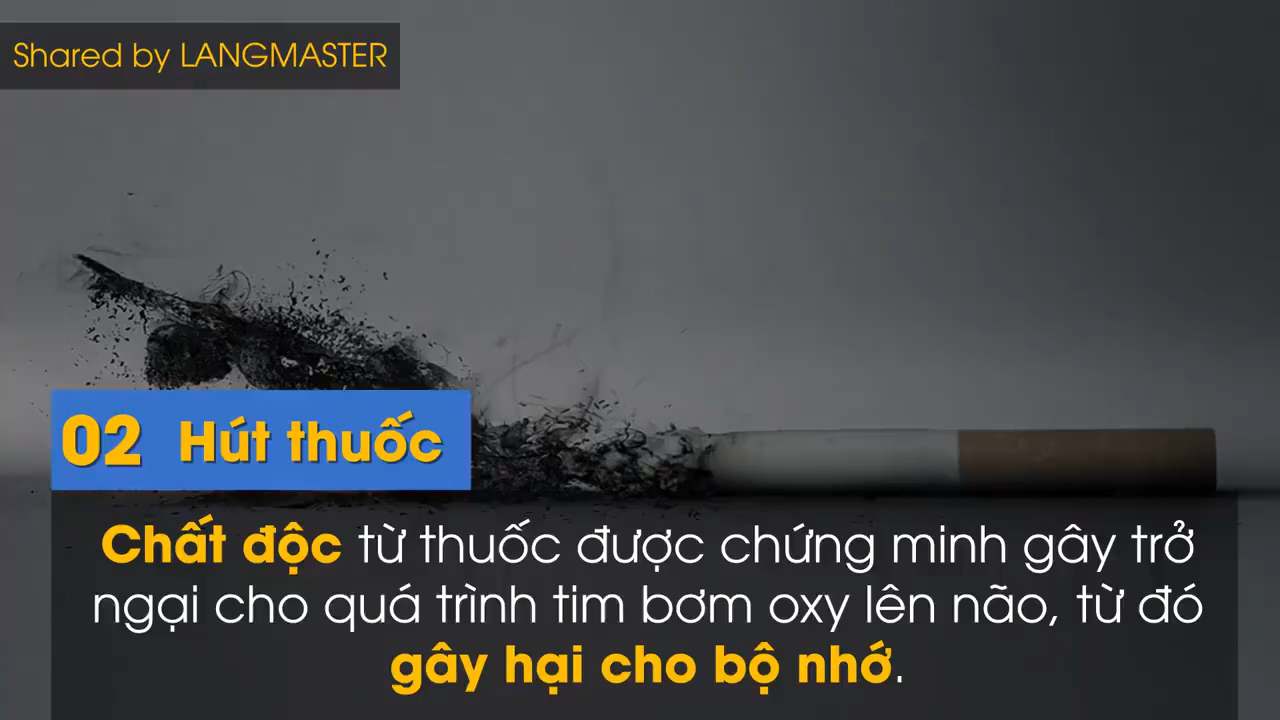 Shared by LANGMASTER
02 Hút thuốc
Chất độc từ thuốc được chứng minh gây trở
ngại cho quá trình tim bơm oxy lên não, từ đó
gây hại cho bộ nhớ.